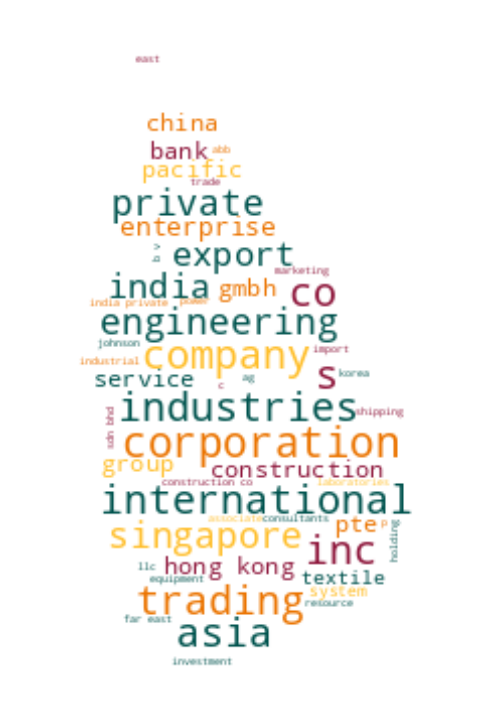 east
china
bank abb
pacific
trade
private
enterprise
> export
.o
marketing
india gmbh co
india private power
engineering
johnson
company import
industrial
service s korea
c ag
industries shipping
sdn bhd
corporation
group construction
construction co laboratories
international
associate consultants
singapore pte p
holding
inc
llc hong kong
equipment textile
system
trading resource
far east
asia
investment